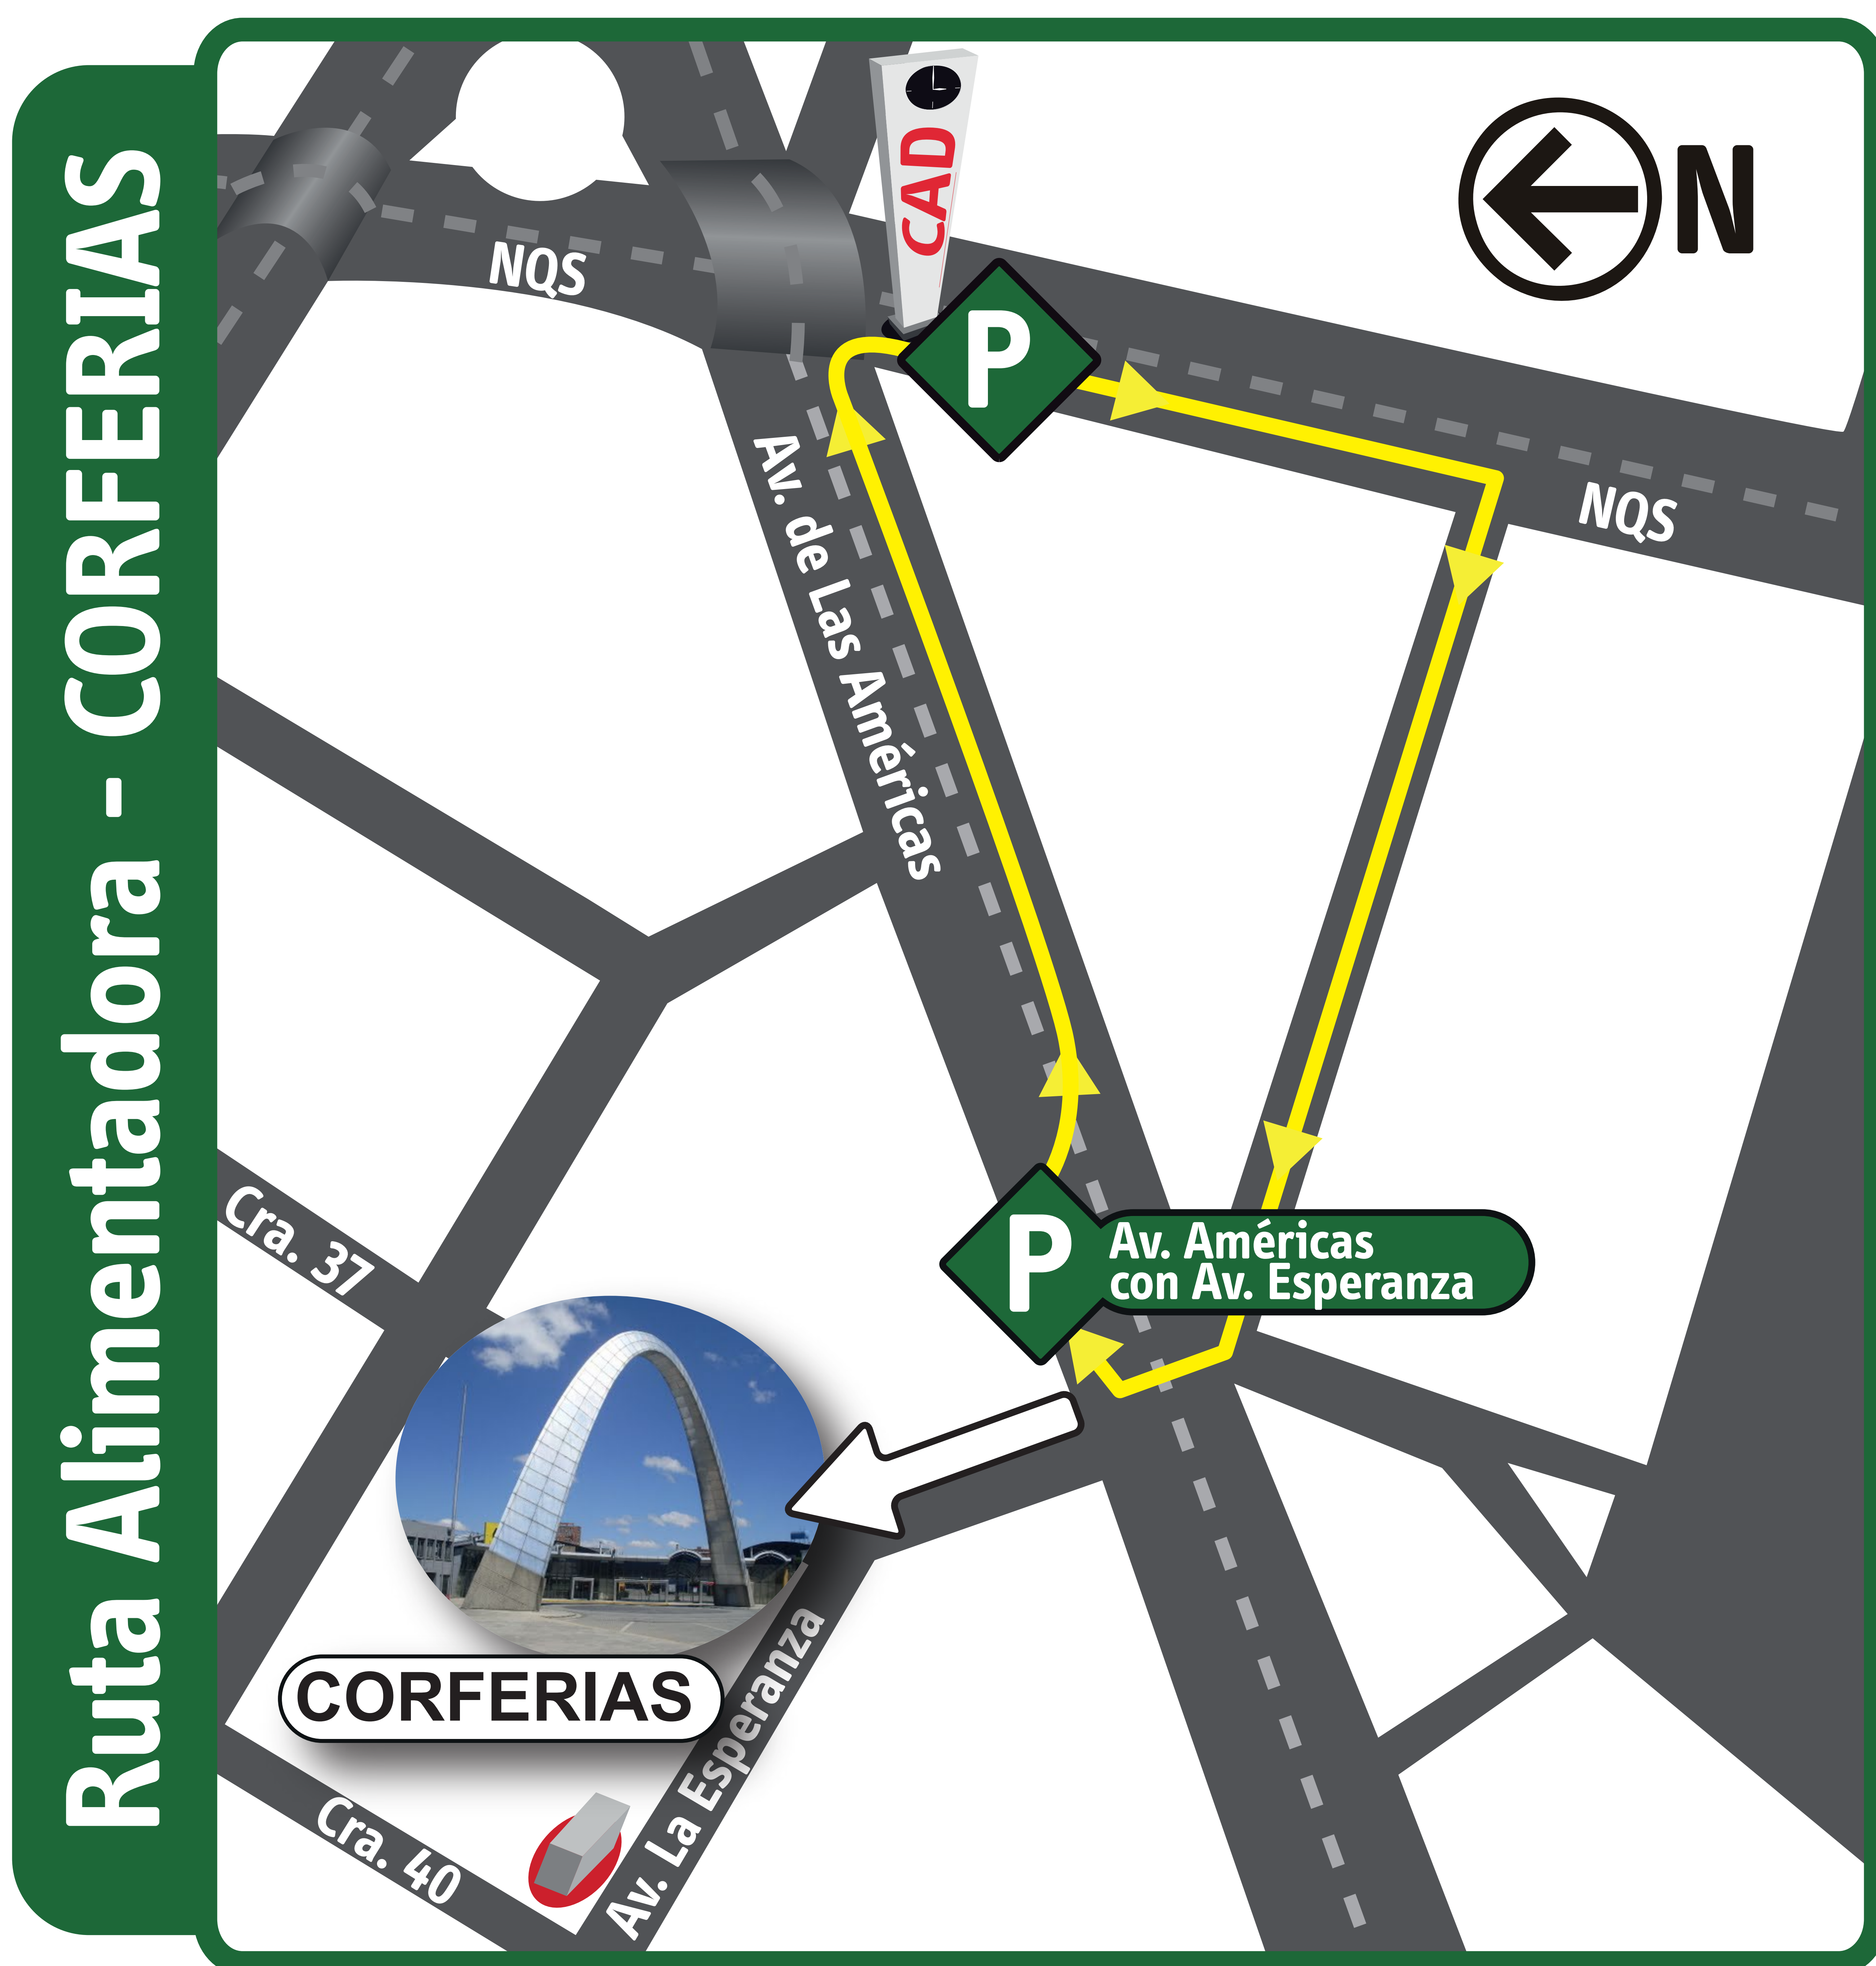 Ruta Alimentadora - CORFERIAS
CAD
N
NQS
P
NQS
Av. de Las Américas
Cra. 37
P
Av. Américas
con Av. Esperanza
CORFERIAS
Av. La Esperanza
Cra. 40